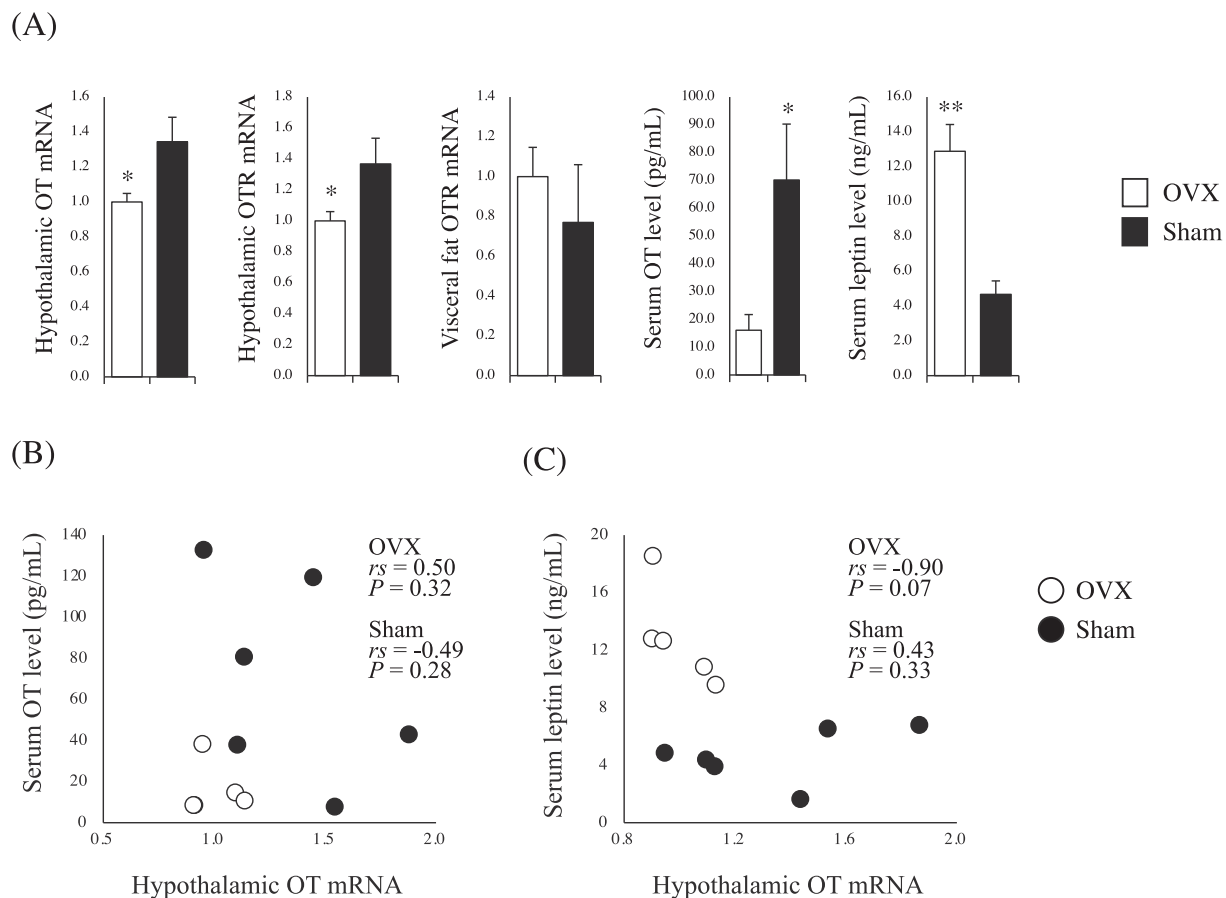 (A)
Hypothalamic OT mRNA
1.6
1.4
1.2
1.0
0.8
0.6
0.4
0.2
0.0
*
Hypothalamic OTR mRNA
1.8
1.6
1.4
1.2
1.0
0.8
0.6
0.4
0.2
0.0
*
Visceral fat OTR mRNA
1.4
1.2
1.0
0.8
0.6
0.4
0.2
0.0
Serum OT level (pg/mL)
100.0
90.0
80.0
70.0
60.0
50.0
40.0
30.0
20.0
10.0
0.0
*
Serum leptin level (ng/mL)
16.0
14.0
12.0
10.0
8.0
6.0
4.0
2.0
0.0
**
OVX
Sham
(B)
Serum OT level (pg/mL)
140
120
100
80
60
40
20
0
0.5
1.0
1.5
2.0
Hypothalamic OT mRNA
OVX
rs = 0.50
P = 0.32
Sham
rs = -0.49
P = 0.28
(C)
Serum leptin level (ng/mL)
20
16
12
8
4
0
0.8
1.2
1.6
2.0
Hypothalamic OT mRNA
OVX
rs = -0.90
P = 0.07
Sham
rs = 0.43
P = 0.33
OVX
Sham